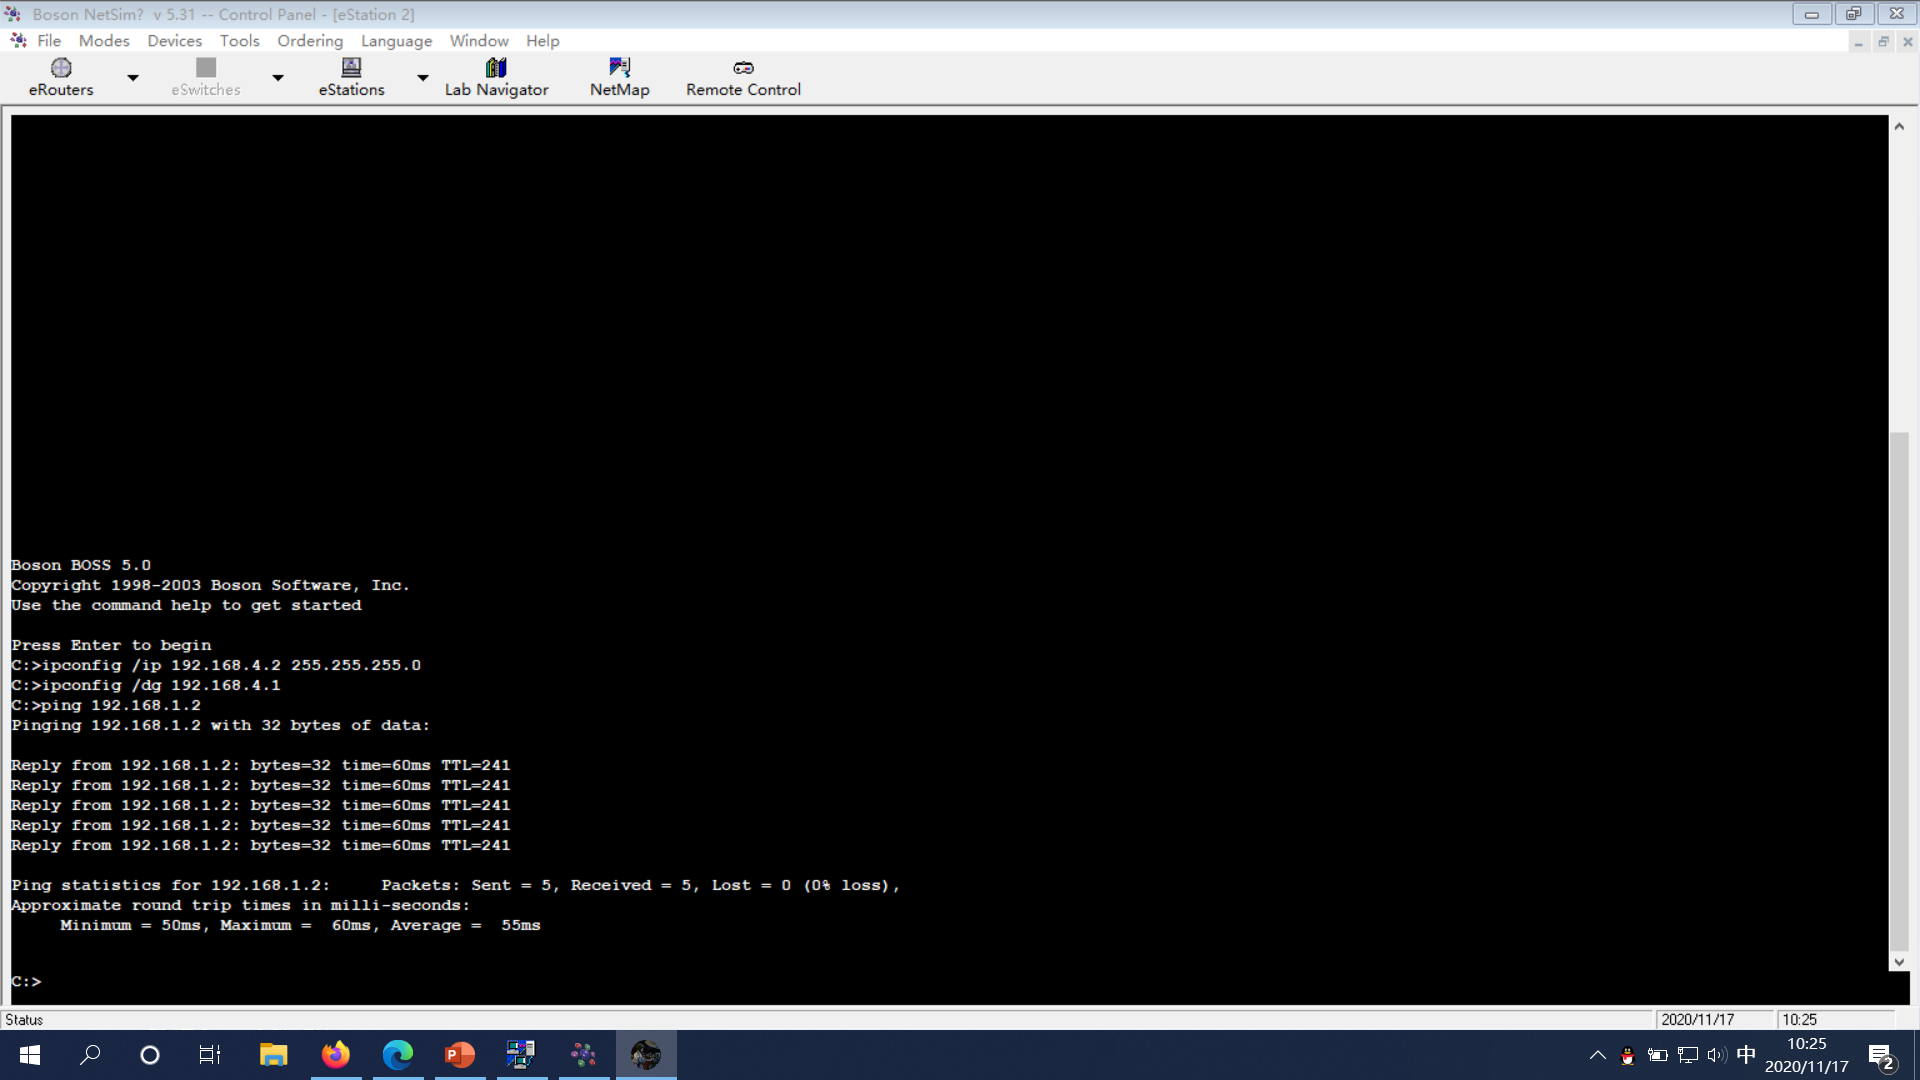 Boson NetSim? v 5.31 -- Control Panel - [eStation 2]
File Modes Devices Tools Ordering Language Window Help
eRouters eSwitches eStations Lab Navigator NetMap Remote Control
Boson BOSS 5.0
Copyright 1998-2003 Boson Software, Inc.
Use the command help to get started
Press Enter to begin
C:>ipconfig /ip 192.168.4.2 255.255.255.0
C:>ipconfig /dg 192.168.4.1
C:>ping 192.168.1.2
Pinging 192.168.1.2 with 32 bytes of data:
Reply from 192.168.1.2: bytes=32 time=60ms TTL=241
Reply from 192.168.1.2: bytes=32 time=60ms TTL=241
Reply from 192.168.1.2: bytes=32 time=60ms TTL=241
Reply from 192.168.1.2: bytes=32 time=60ms TTL=241
Reply from 192.168.1.2: bytes=32 time=60ms TTL=241
Ping statistics for 192.168.1.2: Packets: Sent = 5, Received = 5, Lost = 0 (0% loss),
Approximate round trip times in milli-seconds:
Minimum = 50ms, Maximum = 60ms, Average = 55ms
C:>
Status 2020/11/17 10:25
中 10:25
2020/11/17
2